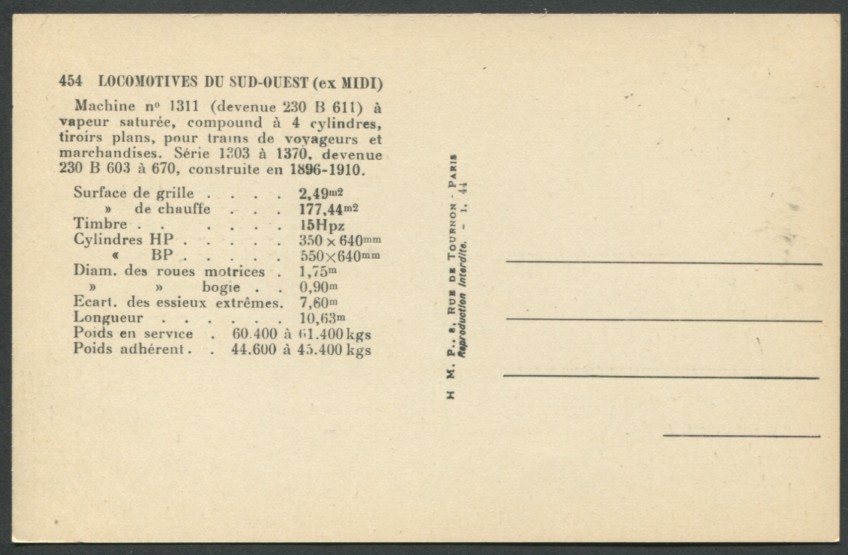 454 LOCOMOTIVES DU SUD-OUEST (ex MIDI)
Machine nº 1311 (devenue 230 B 611) à
vapeur saturée, compound à 4 cylindres,
tiroirs plans, pour trains de voyageurs et
marchandises. Série 1303 à 1370, devenue
230 B 603 à 670, construite en 1896-1910.
Surface de grille . . . . 2,49m2
» de chauffe . . . 177,44m2
Timbre . . . . . . 15Hpz
Cylindres HP . . . . . 350 × 640mm
« BP . . . . . 550×640mm
Diam. des roues motrices . 1,75m
» » bogie . . 0,90m
Ecart. des essieux extrêmes. 7,60m
Longueur . . . . . . 10,63m
Poids en service . 60.400 à 61.400 kgs
Poids adhérent. . 44.600 à 45.400 kgs
H M. P., 8, RUE DE TOURNON - PARIS
Reproduction interdite. - 1. 44